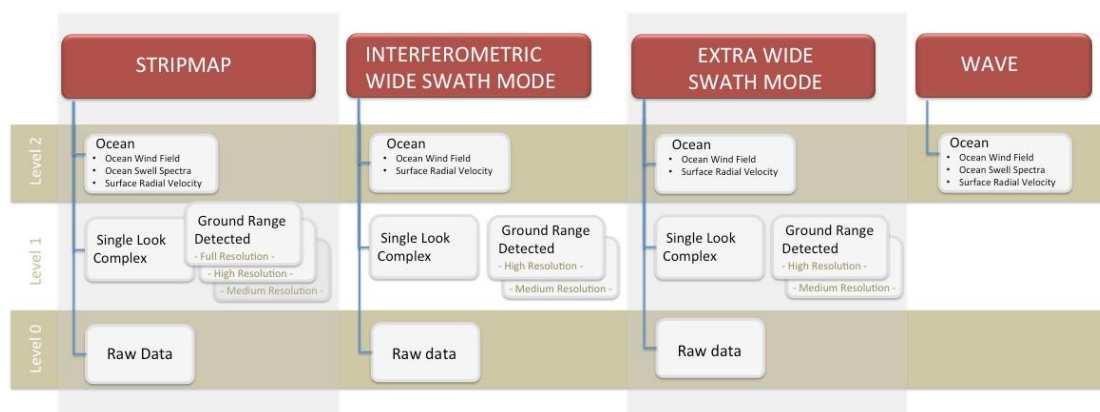 STRIPMAP
INTERFEROMETRIC
WIDE SWATH MODE
EXTRA WIDE
SWATH MODE
WAVE
Level 2
Ocean
• Ocean Wind Field
• Ocean Swell Spectra
• Surface Radial Velocity
Ocean
• Ocean Wind Field
• Surface Radial Velocity
Ocean
• Ocean Wind Field
• Surface Radial Velocity
Ocean
• Ocean Wind Field
• Ocean Swell Spectra
• Surface Radial Velocity
Level 1
Single Look
Complex
Ground Range
Detected
- Full Resolution -
- High Resolution -
- Medium Resolution -
Single Look
Complex
Ground Range
Detected
- High Resolution -
- Medium Resolution -
Single Look
Complex
Ground Range
Detected
- High Resolution -
- Medium Resolution -
Level 0
Raw Data
Raw data
Raw data